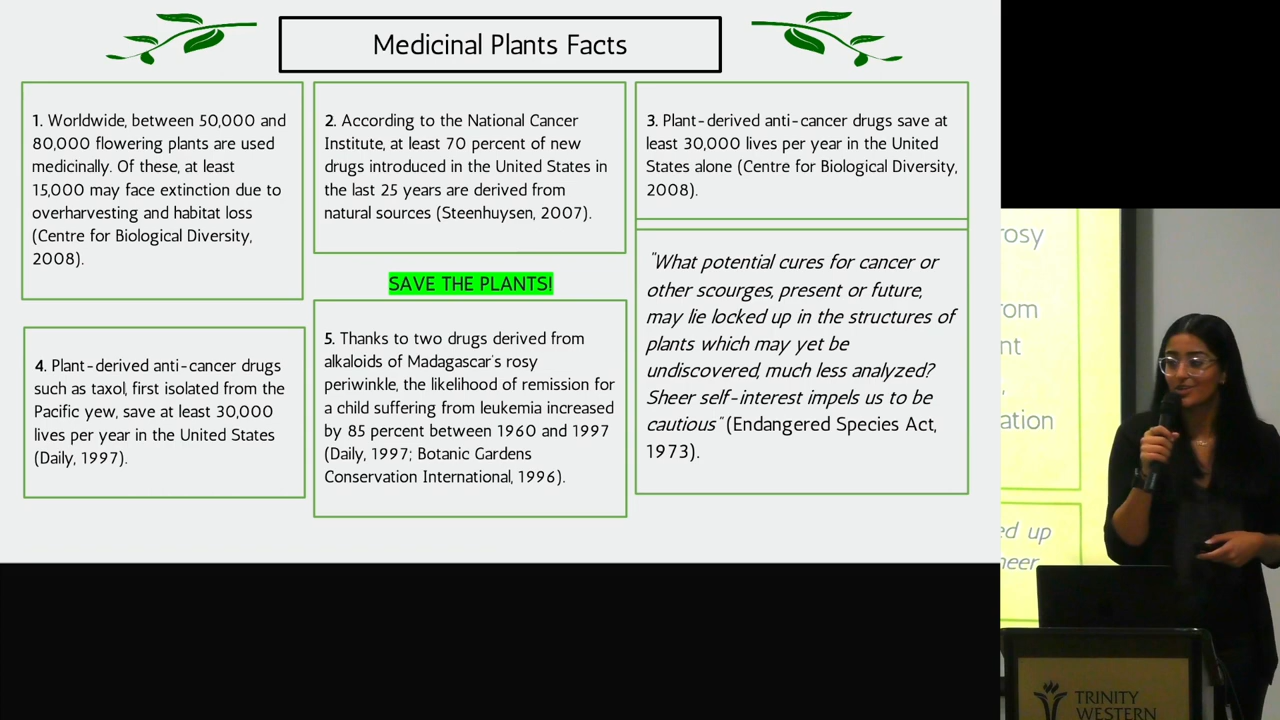 Medicinal Plants Facts
1. Worldwide, between 50,000 and
80,000 flowering plants are used
medicinally. Of these, at least
15,000 may face extinction due to
overharvesting and habitat loss
(Centre for Biological Diversity,
2008).
2. According to the National Cancer
Institute, at least 70 percent of new
drugs introduced in the United States in
the last 25 years are derived from
natural sources (Steenhuysen, 2007).
3. Plant-derived anti-cancer drugs save at
least 30,000 lives per year in the United
States alone (Centre for Biological Diversity,
2008).
SAVE THE PLANTS!
4. Plant-derived anti-cancer drugs
such as taxol, first isolated from the
Pacific yew, save at least 30,000
lives per year in the United States
(Daily, 1997).
5. Thanks to two drugs derived from
alkaloids of Madagascar's rosy
periwinkle, the likelihood of remission for
a child suffering from leukemia increased
by 85 percent between 1960 and 1997
(Daily, 1997; Botanic Gardens
Conservation International, 1996).
"What potential cures for cancer or
other scourges, present or future,
may lie locked up in the structures of
plants which may yet be
undiscovered, much less analyzed?
Sheer self-interest impels us to be
cautious" (Endangered Species Act,
1973).
rosy
om
nt
ation
ed up
heer
TRINITY
WESTERN